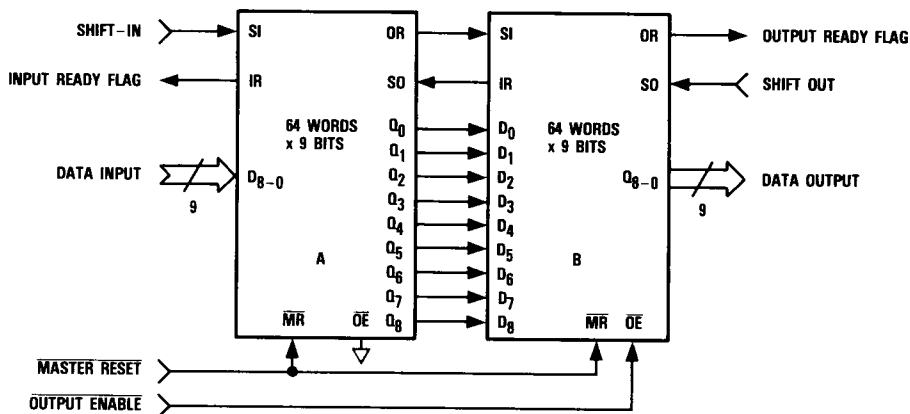 SHIFT-IN SI OR SI OR OUTPUT READY FLAG
INPUT READY FLAG IR SO IR SO SHIFT OUT
64 WORDS
x 9 BITS
64 WORDS
x 9 BITS
Q0 D0
Q1 D1
DATA INPUT D8-0 Q2 D2 Q8-0 DATA OUTPUT
9 Q3 D3 9
Q4 D4
Q5 D5
A Q6 D6 B
Q7 D7
MR OE Q8 D8 MR OE
MASTER RESET
OUTPUT ENABLE